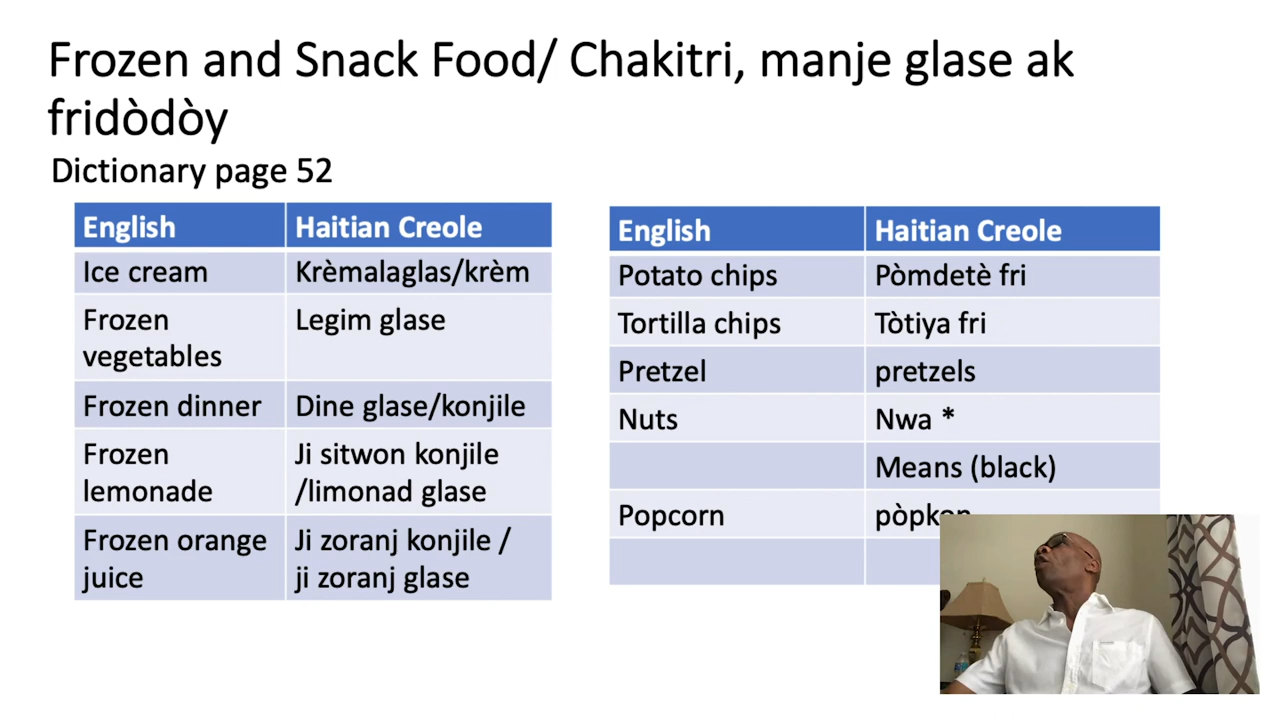 Frozen and Snack Food/ Chakitri, manje glase ak
fridòdòy
Dictionary page 52
English Haitian Creole
Ice cream Krèmalaglas/krèm
Frozen Legim glase
vegetables
Frozen dinner Dine glase/konjile
Frozen Ji sitwon konjile
lemonade /limonad glase
Frozen orange Ji zoranj konjile /
juice ji zoranj glase
English Haitian Creole
Potato chips Pòmdetè fri
Tortilla chips Tòtiya fri
Pretzel pretzels
Nuts Nwa *
Means (black)
Popcorn pòpkòn